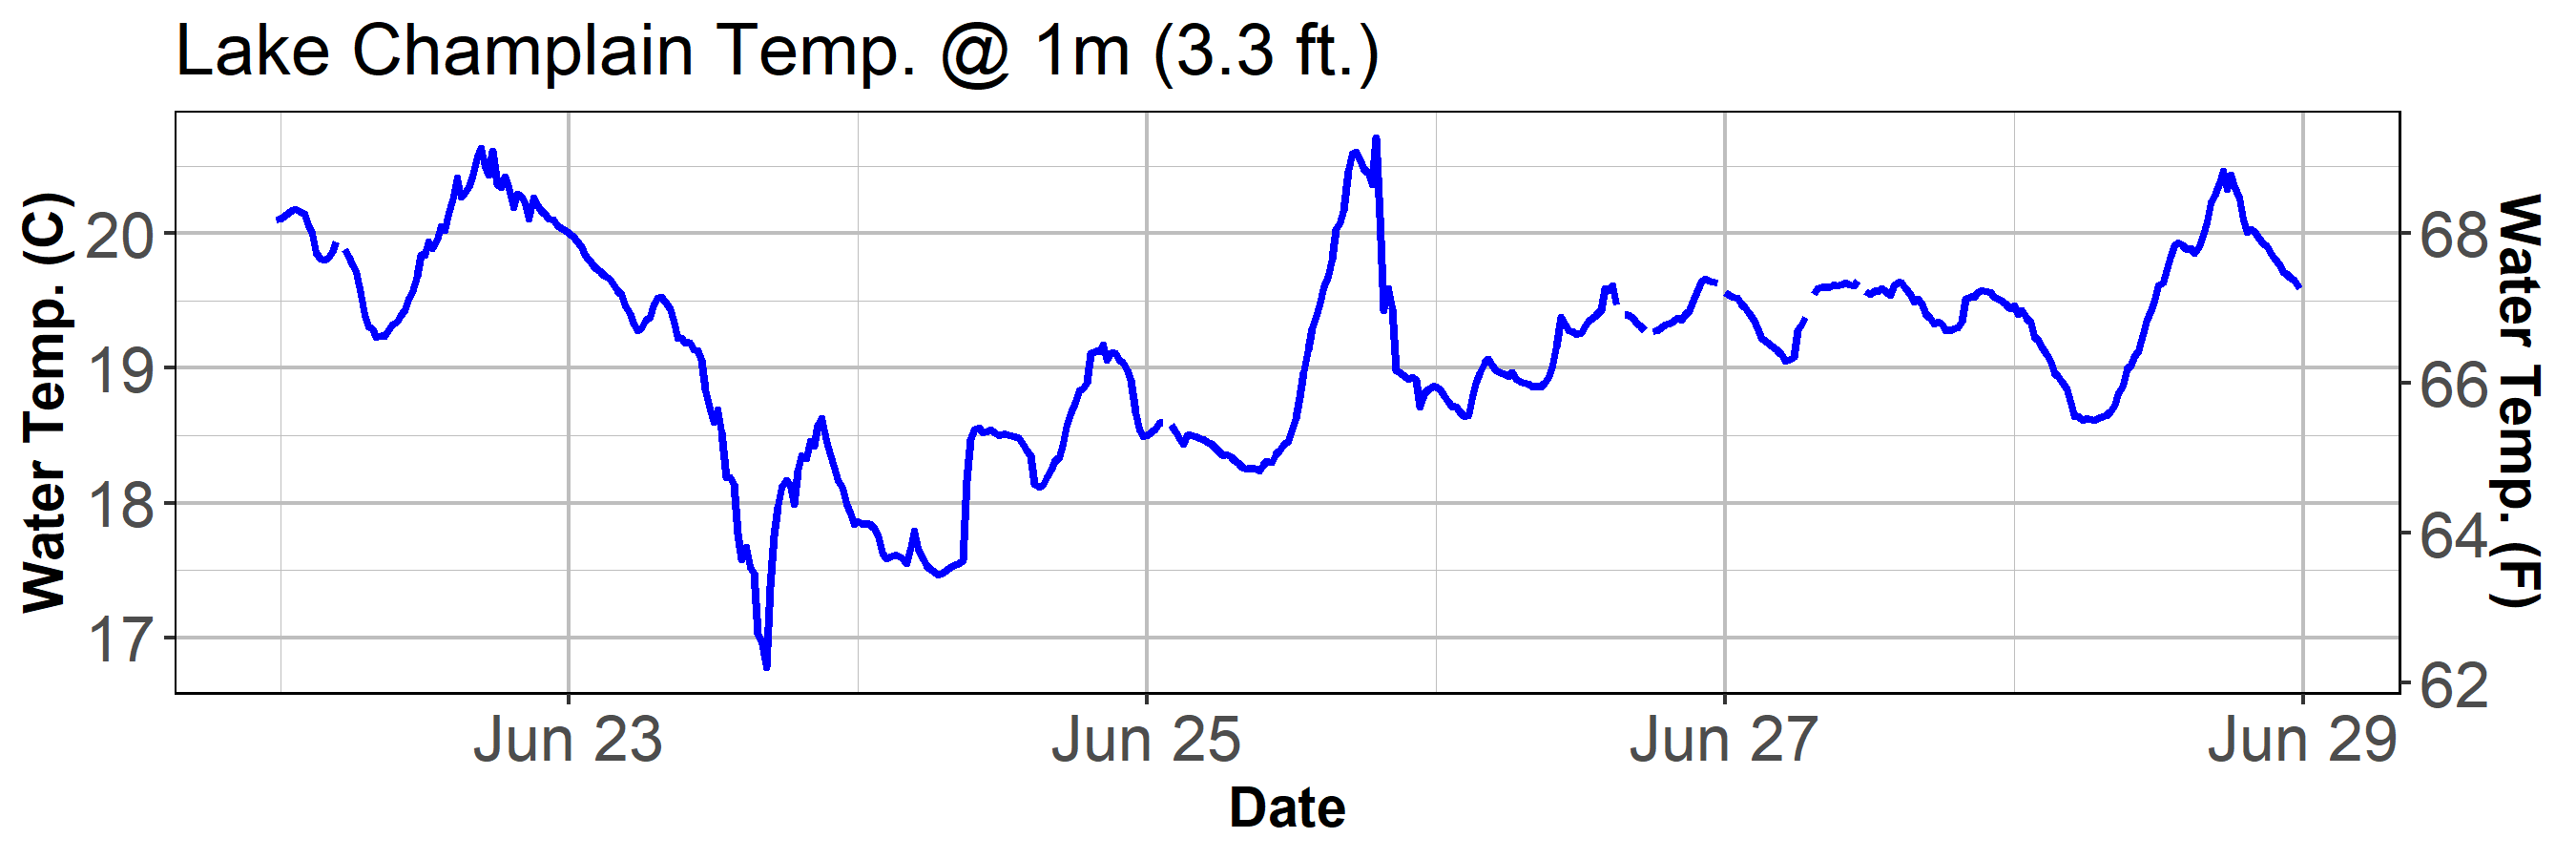 Lake Champlain Temp. @ 1m (3.3 ft.)
Water Temp. (C)
20
19
18
17
68
66
64
62
Water Temp. (F)
Jun 23
Jun 25
Jun 27
Jun 29
Date